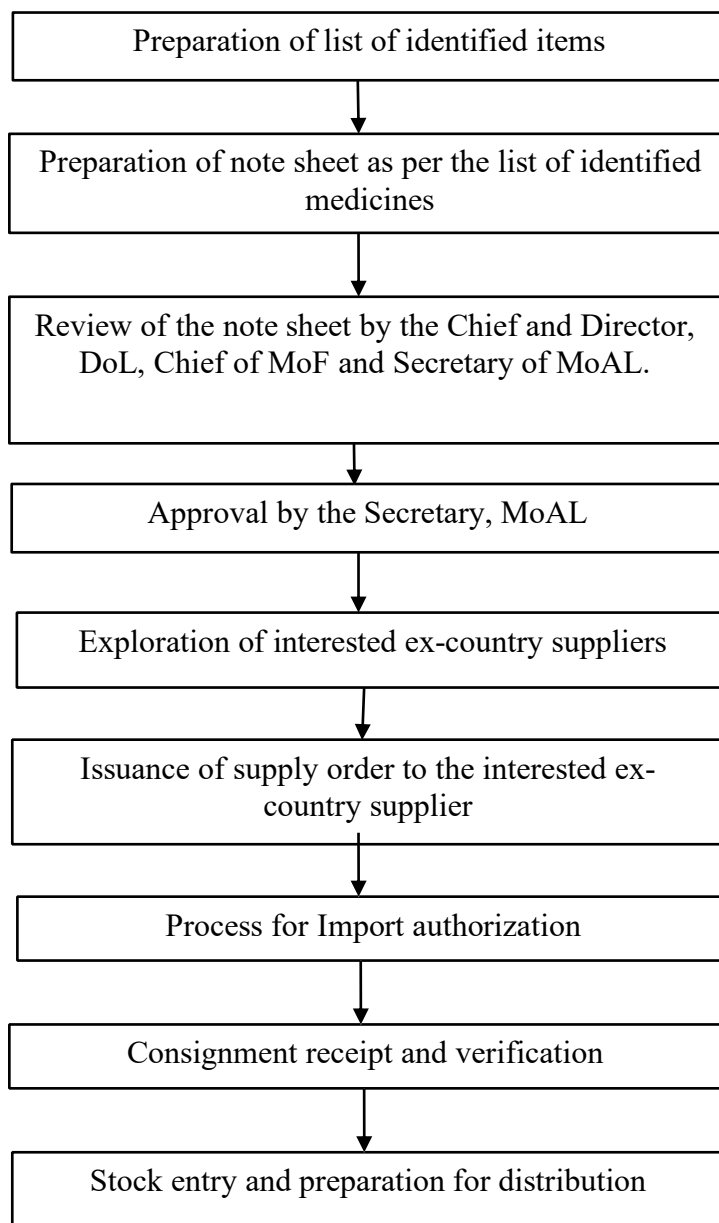 Preparation of list of identified items
Preparation of note sheet as per the list of identified
medicines
Review of the note sheet by the Chief and Director,
DoL, Chief of MoF and Secretary of MoAL.
Approval by the Secretary, MoAL
Exploration of interested ex-country suppliers
Issuance of supply order to the interested ex-
country supplier
Process for Import authorization
Consignment receipt and verification
Stock entry and preparation for distribution